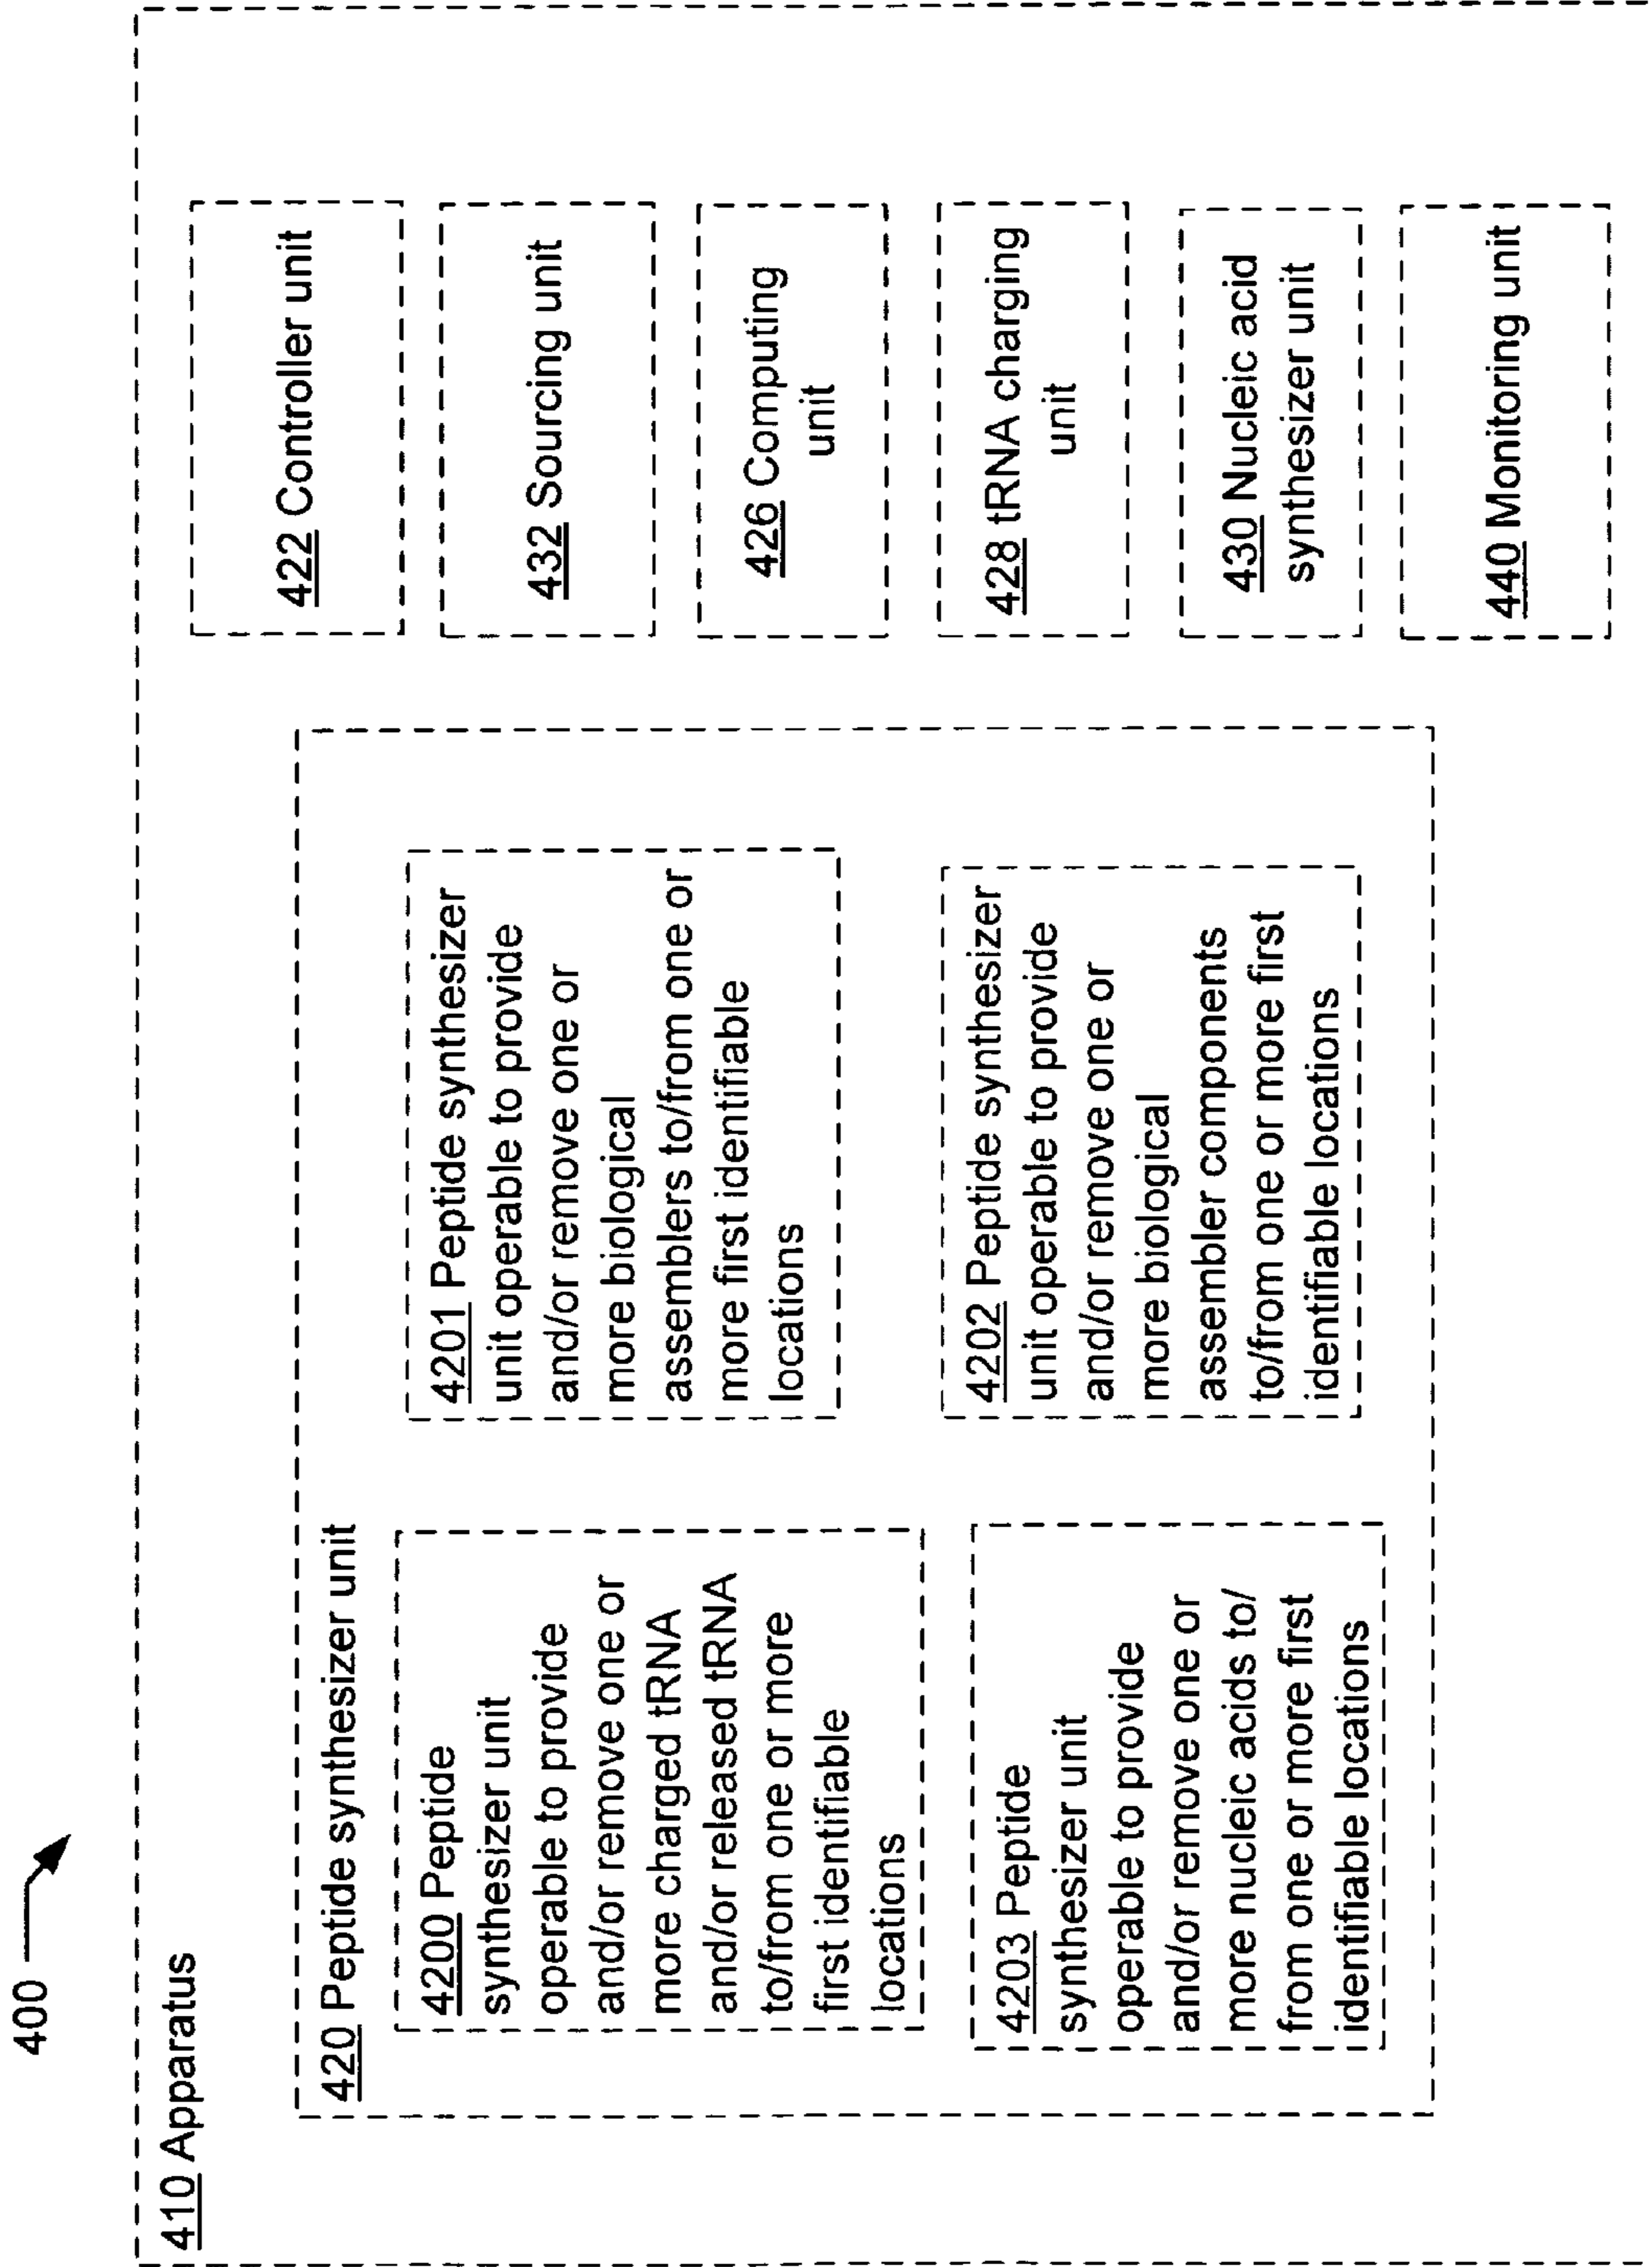 400
410 Apparatus
420 Peptide synthesizer unit
4200 Peptide
synthesizer unit
operable to provide
and/or remove one or
more charged tRNA
and/or released tRNA
to/from one or more
first identifiable
locations
4201 Peptide synthesizer
unit operable to provide
and/or remove one or
more biological
assemblers to/from one or
more first identifiable
locations
4203 Peptide
synthesizer unit
operable to provide
and/or remove one or
more nucleic acids to/
from one or more first
identifiable locations
4202 Peptide synthesizer
unit operable to provide
and/or remove one or
more biological
assembler components
to/from one or more first
identifiable locations
422 Controller unit
432 Sourcing unit
426 Computing
unit
428 tRNA charging
unit
430 Nucleic acid
synthesizer unit
440 Monitoring unit